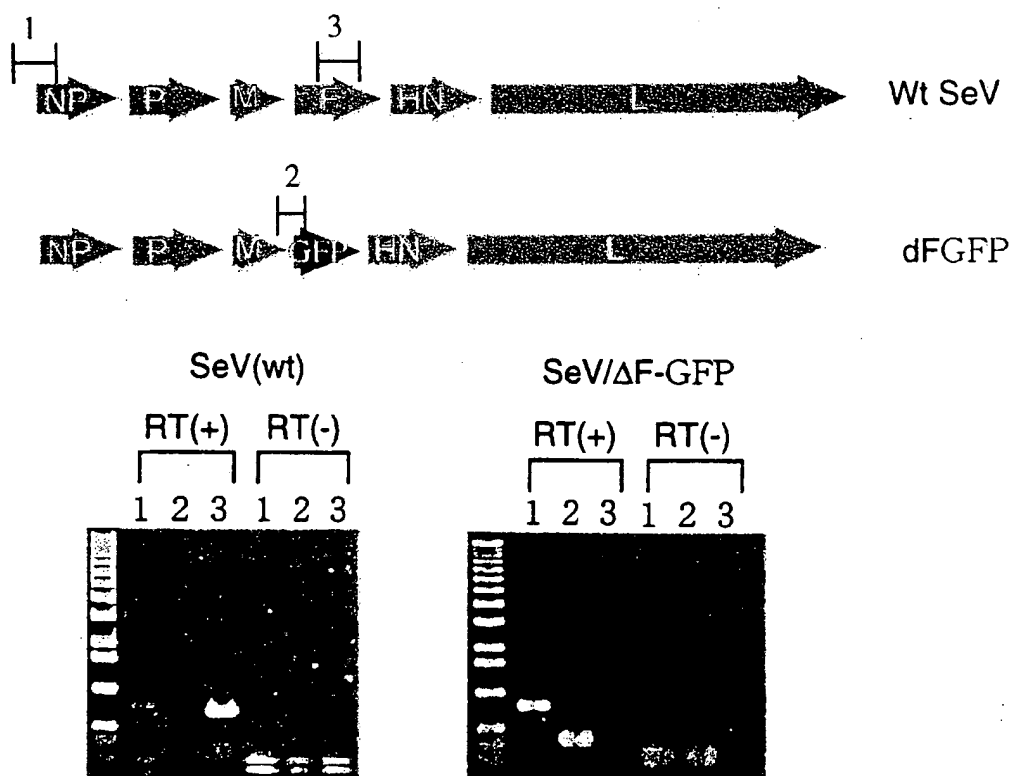 1 3
NP P M F HN L Wt SeV
2
NP P M GFP HN L dFGFP
SeV(wt) SeV/ΔF-GFP
RT(+) RT(-) RT(+) RT(-)
1 2 3 1 2 3 1 2 3 1 2 3